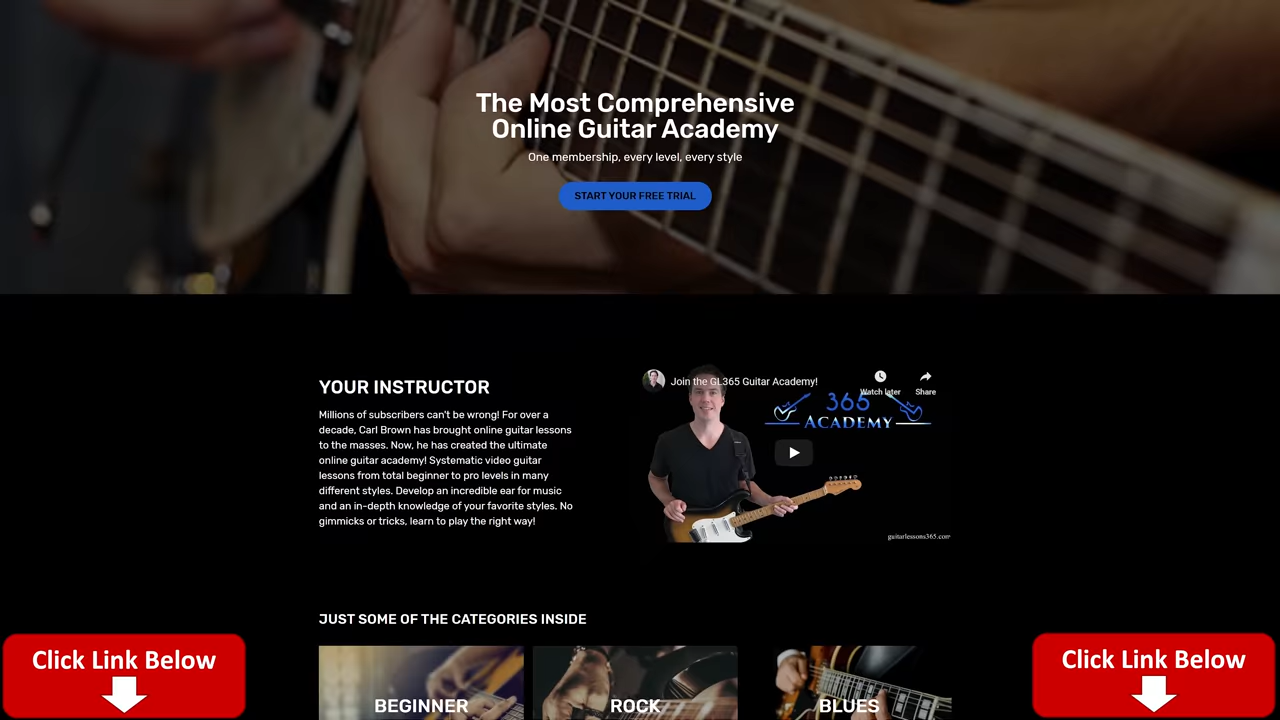 The Most Comprehensive
Online Guitar Academy
One membership, every level, every style
START YOUR FREE TRIAL
YOUR INSTRUCTOR
Millions of subscribers can't be wrong! For over a
decade, Carl Brown has brought online guitar lessons
to the masses. Now, he has created the ultimate
online guitar academy! Systematic video guitar
lessons from total beginner to pro levels in many
different styles. Develop an incredible ear for music
and an in-depth knowledge of your favorite styles. No
gimmicks or tricks, learn to play the right way!
Join the GL365 Guitar Academy!
Watch later
Share
365
ACADEMY
guitarlessons365.com
JUST SOME OF THE CATEGORIES INSIDE
BEGINNER
ROCK
BLUES
Click Link Below
Click Link Below